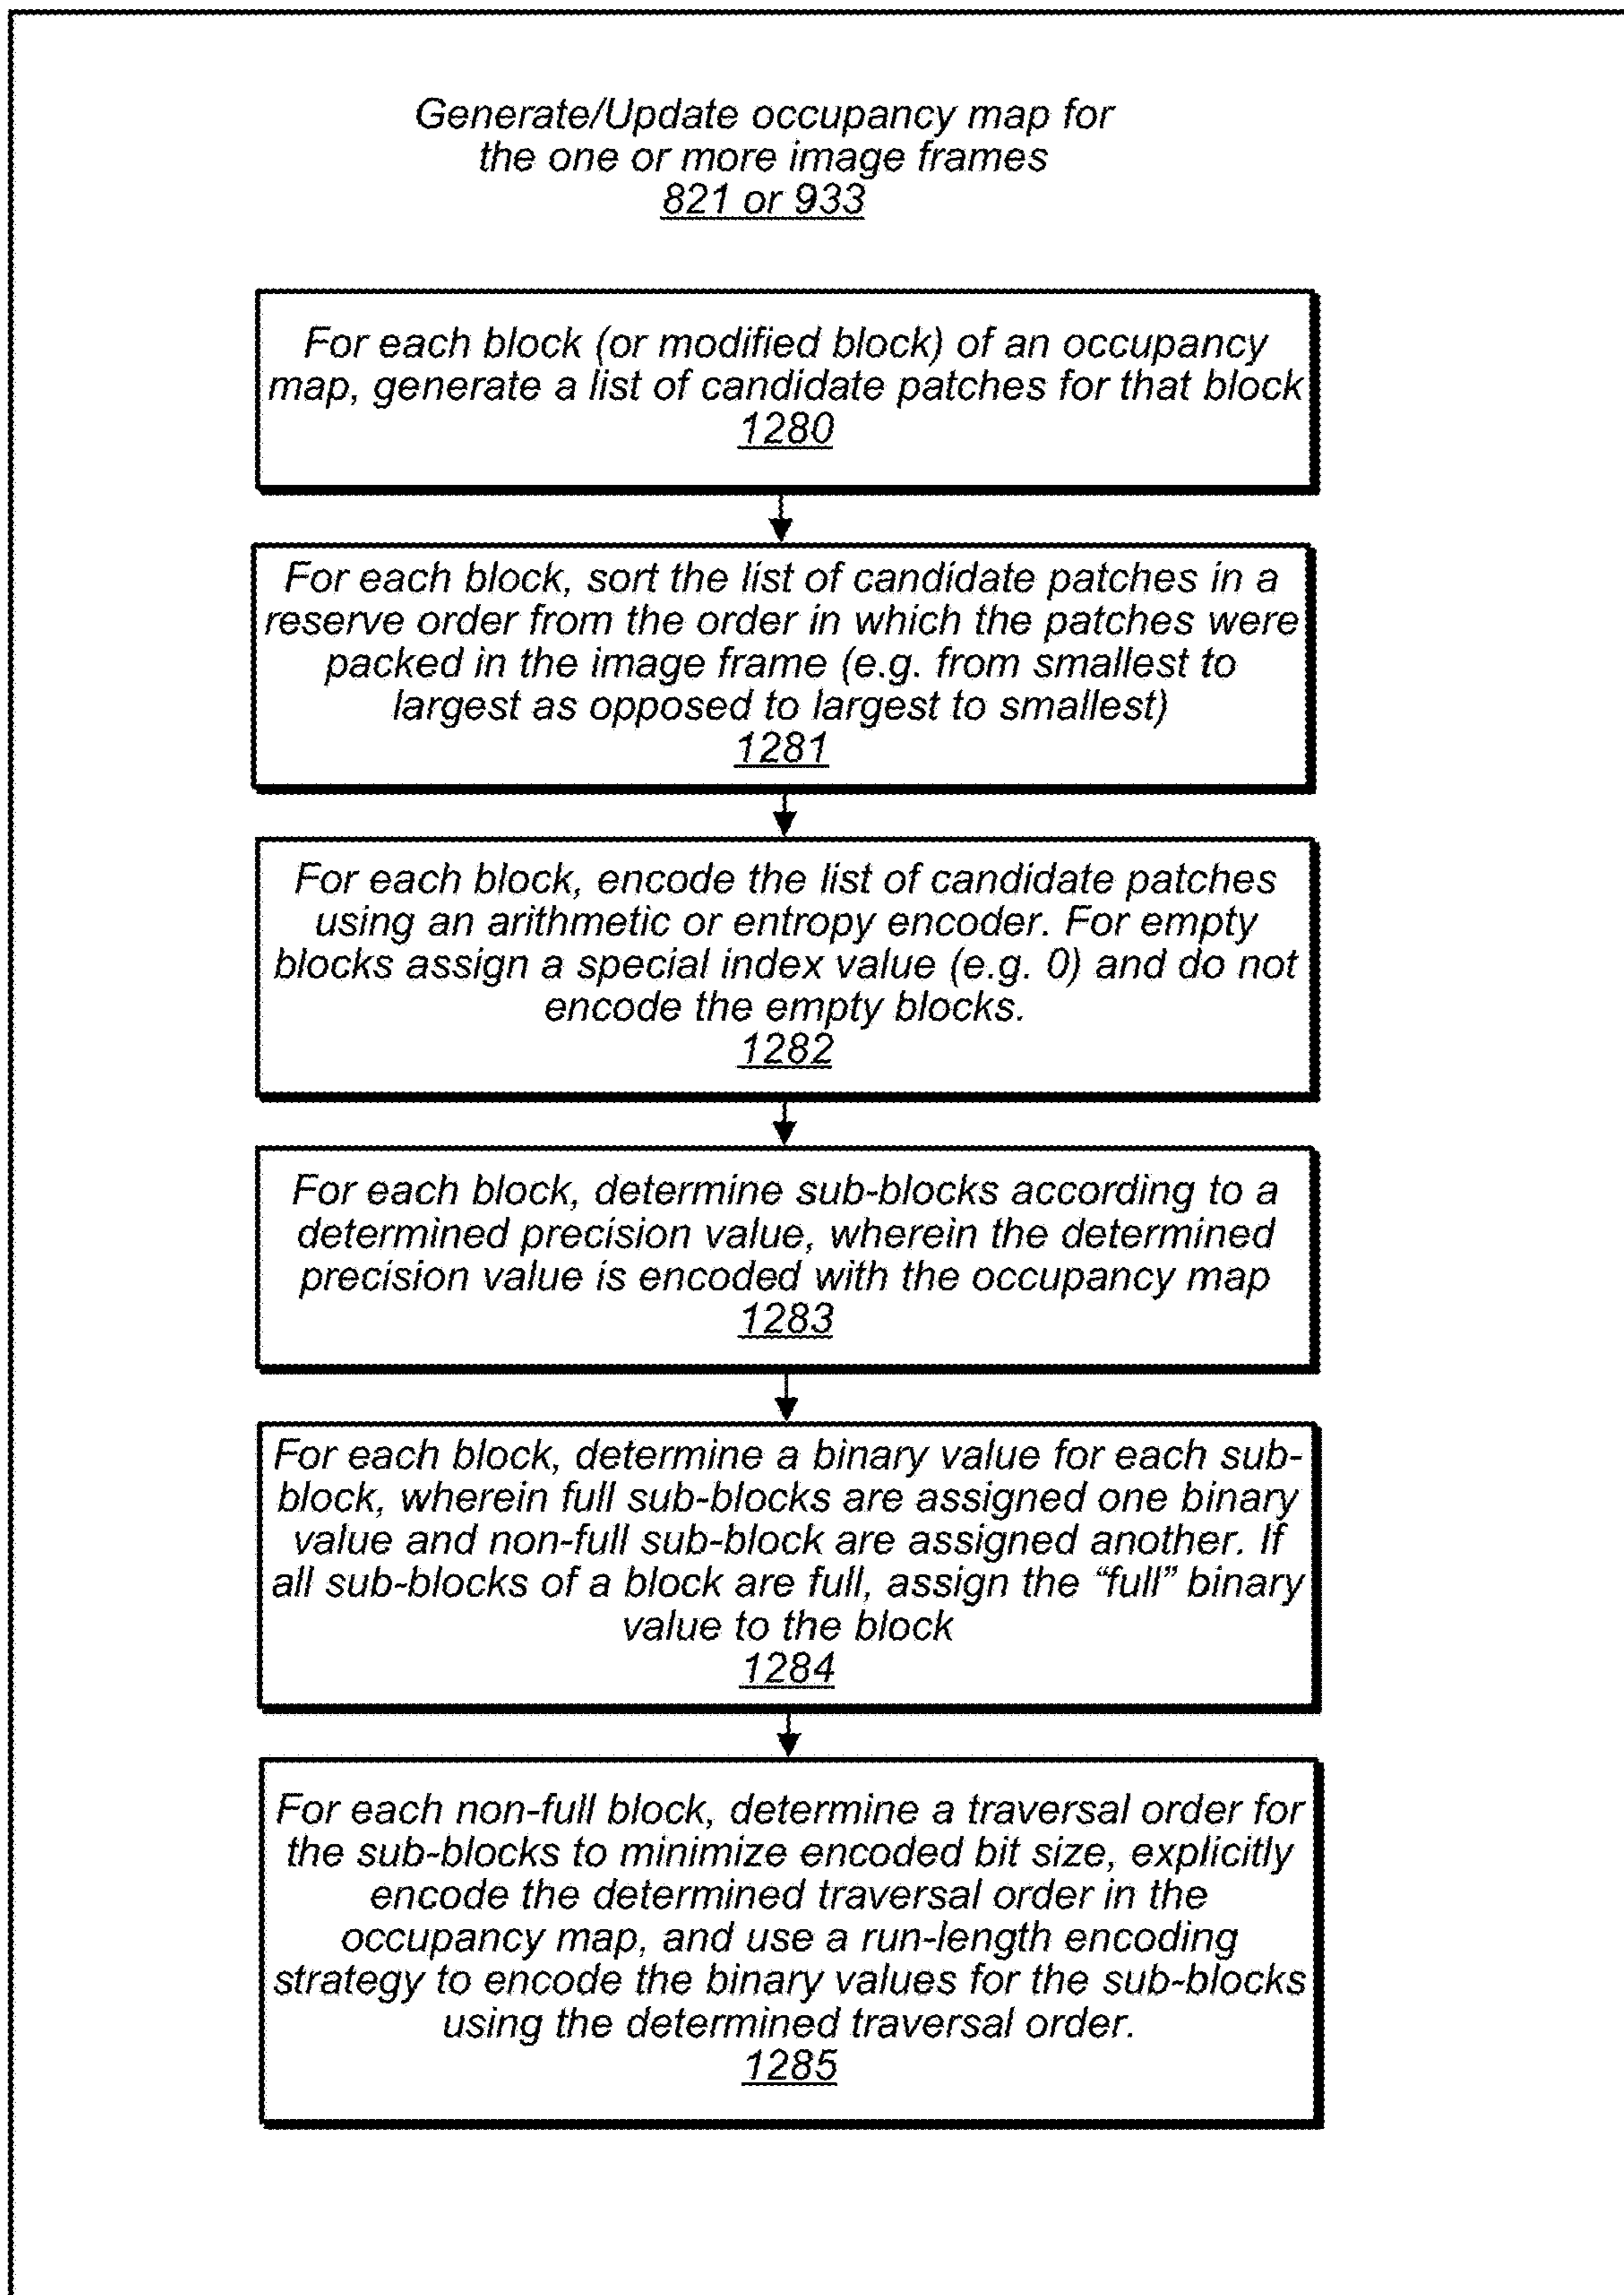 Generate/Update occupancy map for
the one or more image frames
821 or 933
For each block (or modified block) of an occupancy
map, generate a list of candidate patches for that block
1280
For each block, sort the list of candidate patches in a
reserve order from the order in which the patches were
packed in the image frame (e.g. from smallest to
largest as opposed to largest to smallest)
1281
For each block, encode the list of candidate patches
using an arithmetic or entropy encoder. For empty
blocks assign a special index value (e.g. 0) and do not
encode the empty blocks.
1282
For each block, determine sub-blocks according to a
determined precision value, wherein the determined
precision value is encoded with the occupancy map
1283
For each block, determine a binary value for each sub-
block, wherein full sub-blocks are assigned one binary
value and non-full sub-block are assigned another. If
all sub-blocks of a block are full, assign the “full” binary
value to the block
1284
For each non-full block, determine a traversal order for
the sub-blocks to minimize encoded bit size, explicitly
encode the determined traversal order in the
occupancy map, and use a run-length encoding
strategy to encode the binary values for the sub-blocks
using the determined traversal order.
1285